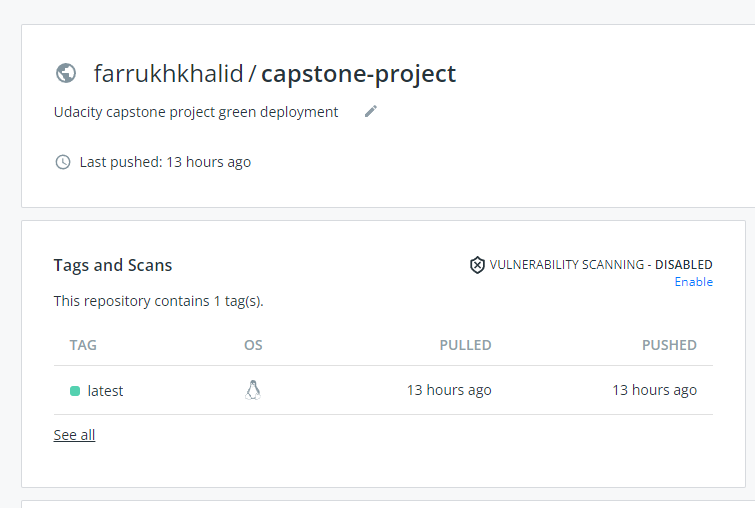 farrukhkhalid / capstone-project
Udacity capstone project green deployment
Last pushed: 13 hours ago
Tags and Scans
VULNERABILITY SCANNING - DISABLED
Enable
This repository contains 1 tag(s).
TAG OS PULLED PUSHED
latest 13 hours ago 13 hours ago
See all